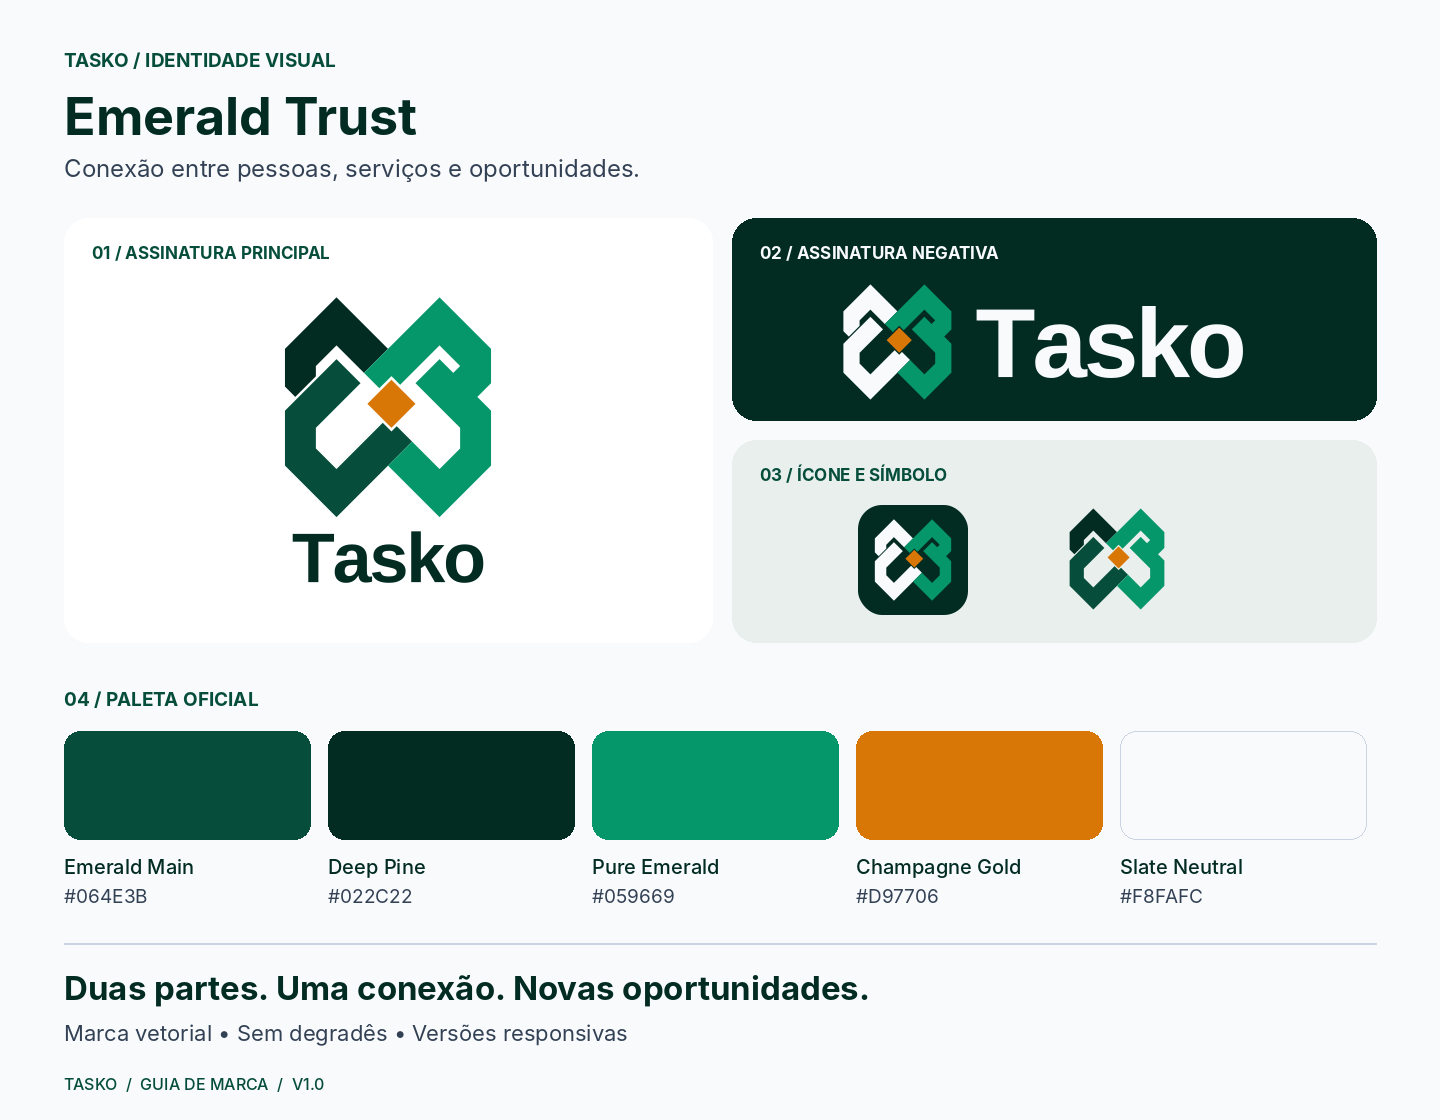 TASKO / IDENTIDADE VISUAL
Emerald Trust
Conexão entre pessoas, serviços e oportunidades.
01 / ASSINATURA PRINCIPAL
Tasko
02 / ASSINATURA NEGATIVA
Tasko
03 / ÍCONE E SÍMBOLO
04 / PALETA OFICIAL
Emerald Main
#064E3B
Deep Pine
#022C22
Pure Emerald
#059669
Champagne Gold
#D97706
Slate Neutral
#F8FAFC
Duas partes. Uma conexão. Novas oportunidades.
Marca vetorial • Sem degradês • Versões responsivas
TASKO / GUIA DE MARCA / V1.0